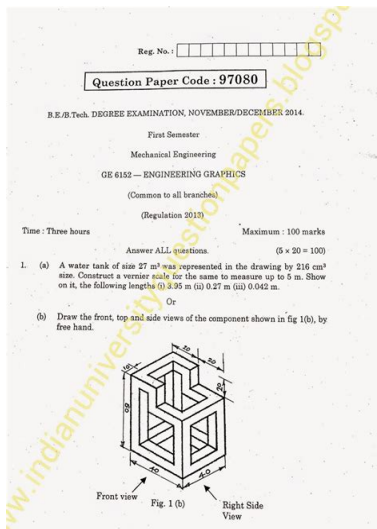 Reg. No. :
Question Paper Code : 97080
B.E./B.Tech. DEGREE EXAMINATION, NOVEMBER/DECEMBER 2014.
First Semester
Mechanical Engineering
GE 6152 — ENGINEERING GRAPHICS
(Common to all branches)
(Regulation 2013)
Time : Three hours Maximum : 100 marks
Answer ALL questions. (5 × 20 = 100)
1. (a) A water tank of size 27 m³ was represented in the drawing by 216 cm³
size. Construct a vernier scale for the same to measure up to 5 m. Show
on it, the following lengths (i) 3.95 m (ii) 0.27 m (iii) 0.042 m.
Or
(b) Draw the front, top and side views of the component shown in fig 1(b), by
free hand.
20
20
10
20
60
40
40
Front view
Fig. 1 (b)
Right Side
View
www.indianuniversityquestionpapers.blogspo